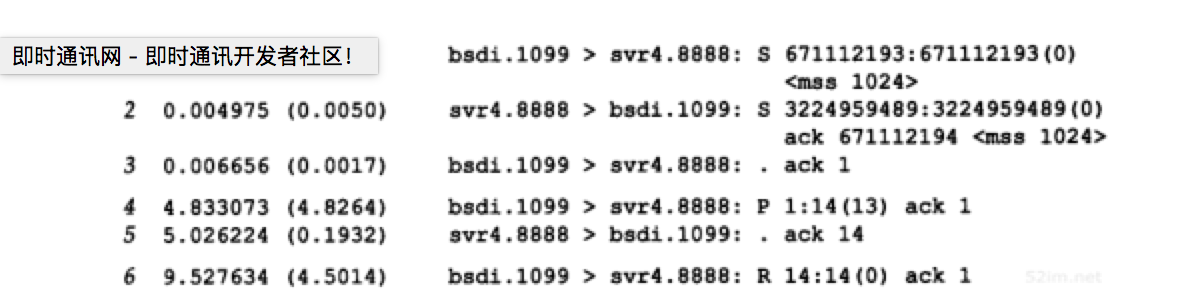 即时通讯网 - 即时通讯开发者社区! bsdi.1099 > svr4.8888: S 671112193:671112193(0)
<mss 1024>
2 0.004975 (0.0050) svr4.8888 > bsdi.1099: S 3224959489:3224959489(0)
ack 671112194 <mss 1024>
3 0.006656 (0.0017) bsdi.1099 > svr4.8888: . ack 1
4 4.833073 (4.8264) bsdi.1099 > svr4.8888: P 1:14(13) ack 1
5 5.026224 (0.1932) svr4.8888 > bsdi.1099: . ack 14
6 9.527634 (4.5014) bsdi.1099 > svr4.8888: R 14:14(0) ack 1
52im.net